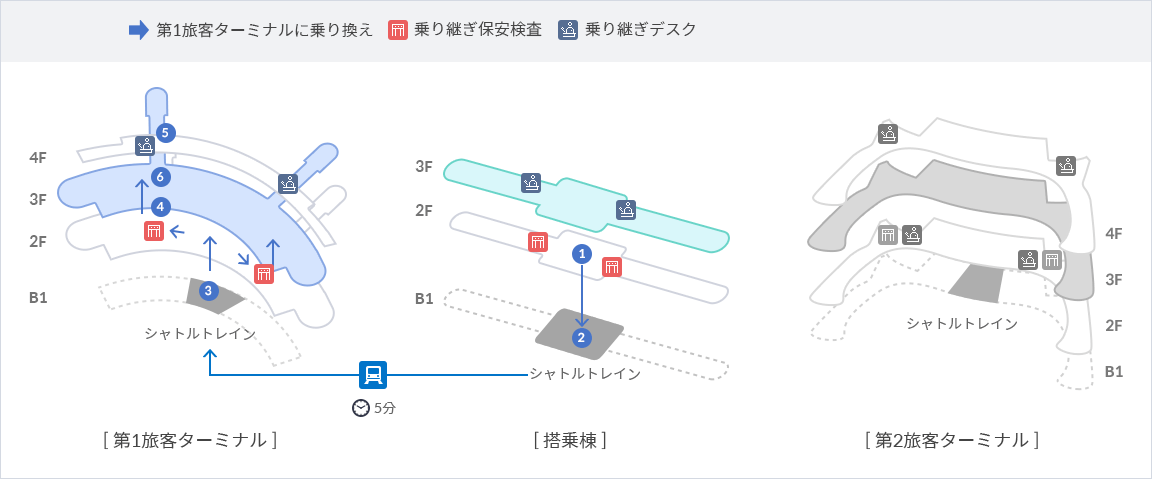 第1旅客ターミナルに乗り換え 乗り継ぎ保安検査 乗り継ぎデスク
4F
3F
2F
B1
5
6
4
3
シャトルトレイン
3F
2F
B1
1
2
シャトルトレイン
5分
4F
3F
2F
B1
シャトルトレイン
[ 第1旅客ターミナル ]
[ 搭乗棟 ]
[ 第2旅客ターミナル ]